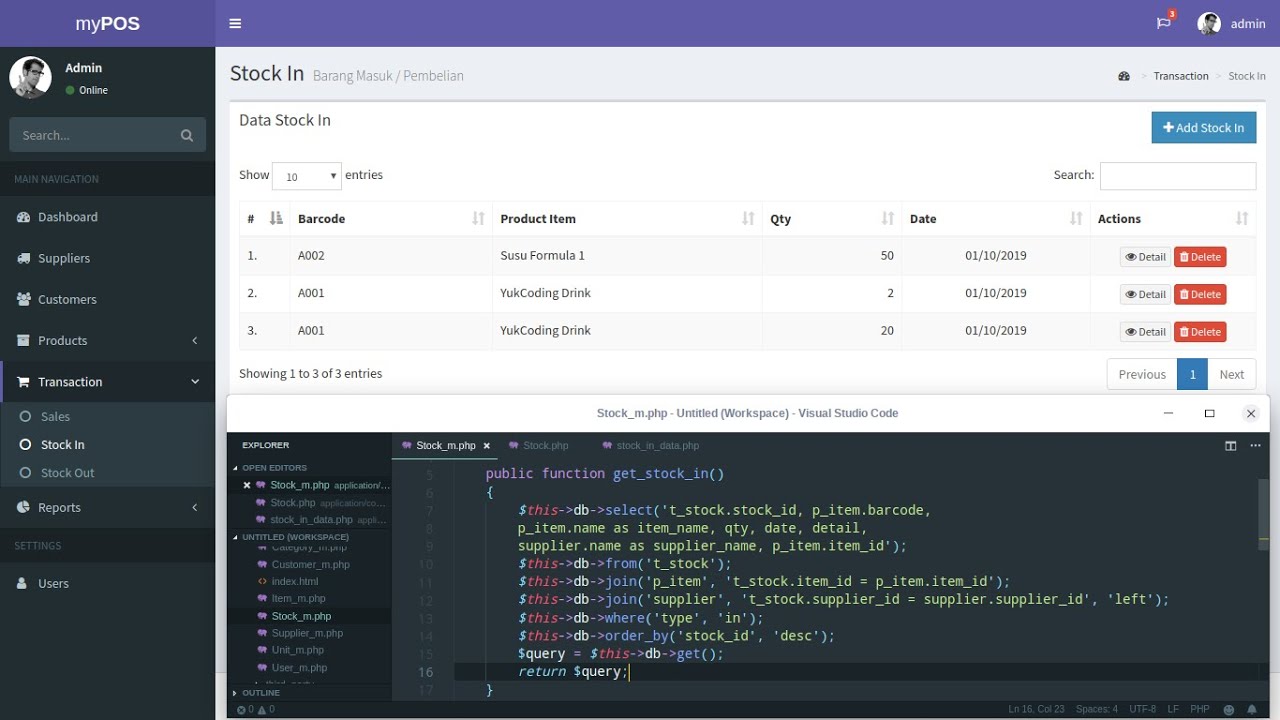 myPOS
3
admin
Admin
Online
Search...
MAIN NAVIGATION
Dashboard
Suppliers
Customers
Products
Transaction
Sales
Stock In
Stock Out
Reports
SETTINGS
Users
Stock In Barang Masuk / Pembelian
> Transaction > Stock In
Data Stock In
Add Stock In
Show 10 entries
Search:
# Barcode Product Item Qty Date Actions
1. A002 Susu Formula 1 50 01/10/2019 Detail Delete
2. A001 YukCoding Drink 2 01/10/2019 Detail Delete
3. A001 YukCoding Drink 20 01/10/2019 Detail Delete
Showing 1 to 3 of 3 entries
Previous 1 Next
Stock_m.php - Untitled (Workspace) - Visual Studio Code
EXPLORER
OPEN EDITORS
Stock_m.php application/...
Stock.php application/co...
stock_in_data.php appli...
UNTITLED (WORKSPACE)
Category_m.php
Customer_m.php
index.html
Item_m.php
Stock_m.php
Supplier_m.php
Unit_m.php
User_m.php
third_party
OUTLINE
Stock_m.php Stock.php stock_in_data.php
5 public function get_stock_in()
6 {
7 $this->db->select('t_stock.stock_id, p_item.barcode,
8 p_item.name as item_name, qty, date, detail,
9 supplier.name as supplier_name, p_item.item_id');
10 $this->db->from('t_stock');
11 $this->db->join('p_item', 't_stock.item_id = p_item.item_id');
12 $this->db->join('supplier', 't_stock.supplier_id = supplier.supplier_id', 'left');
13 $this->db->where('type', 'in');
14 $this->db->order_by('stock_id', 'desc');
15 $query = $this->db->get();
16 return $query;
17 }
0 0
Ln 16, Col 23 Spaces: 4 UTF-8 LF PHP